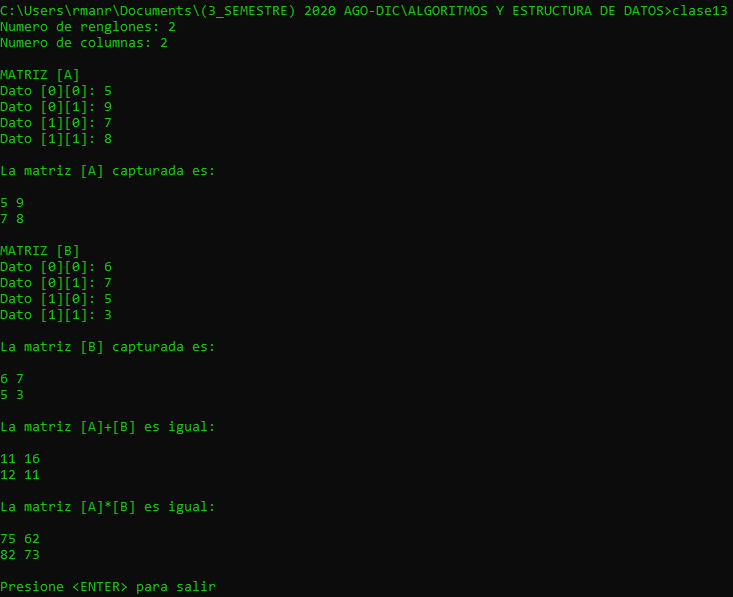 C:\Users\rmanr\Documents\(3_SEMESTRE) 2020 AGO-DIC\ALGORITMOS Y ESTRUCTURA DE DATOS>clase13
Numero de renglones: 2
Numero de columnas: 2
MATRIZ [A]
Dato [0][0]: 5
Dato [0][1]: 9
Dato [1][0]: 7
Dato [1][1]: 8
La matriz [A] capturada es:
5 9
7 8
MATRIZ [B]
Dato [0][0]: 6
Dato [0][1]: 7
Dato [1][0]: 5
Dato [1][1]: 3
La matriz [B] capturada es:
6 7
5 3
La matriz [A]+[B] es igual:
11 16
12 11
La matriz [A]*[B] es igual:
75 62
82 73
Presione <ENTER> para salir